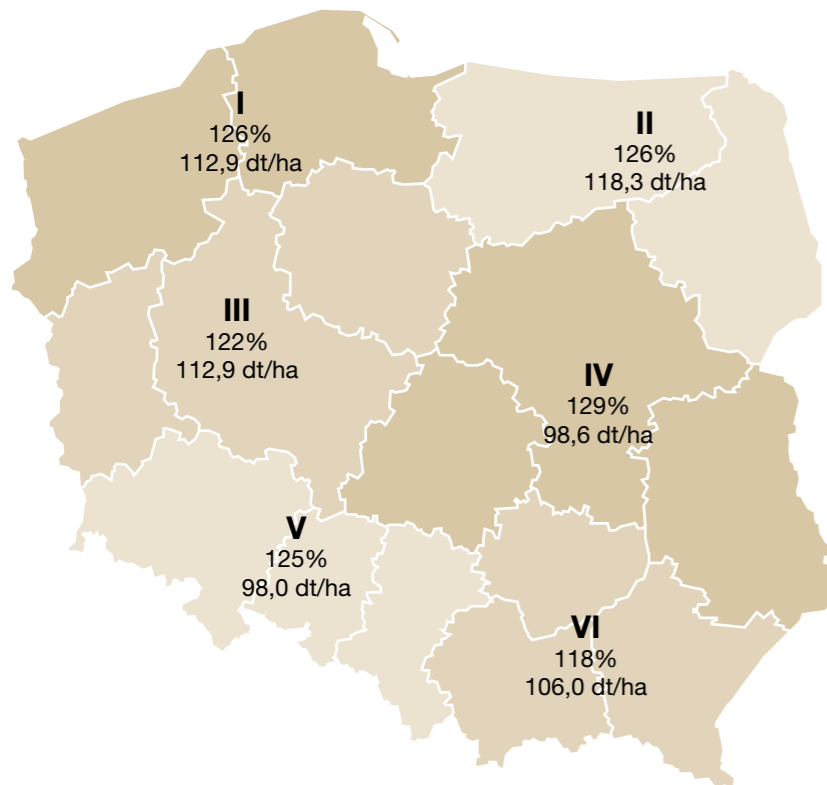 I
126%
112,9 dt/ha
II
126%
118,3 dt/ha
III
122%
112,9 dt/ha
IV
129%
98,6 dt/ha
V
125%
98,0 dt/ha
VI
118%
106,0 dt/ha